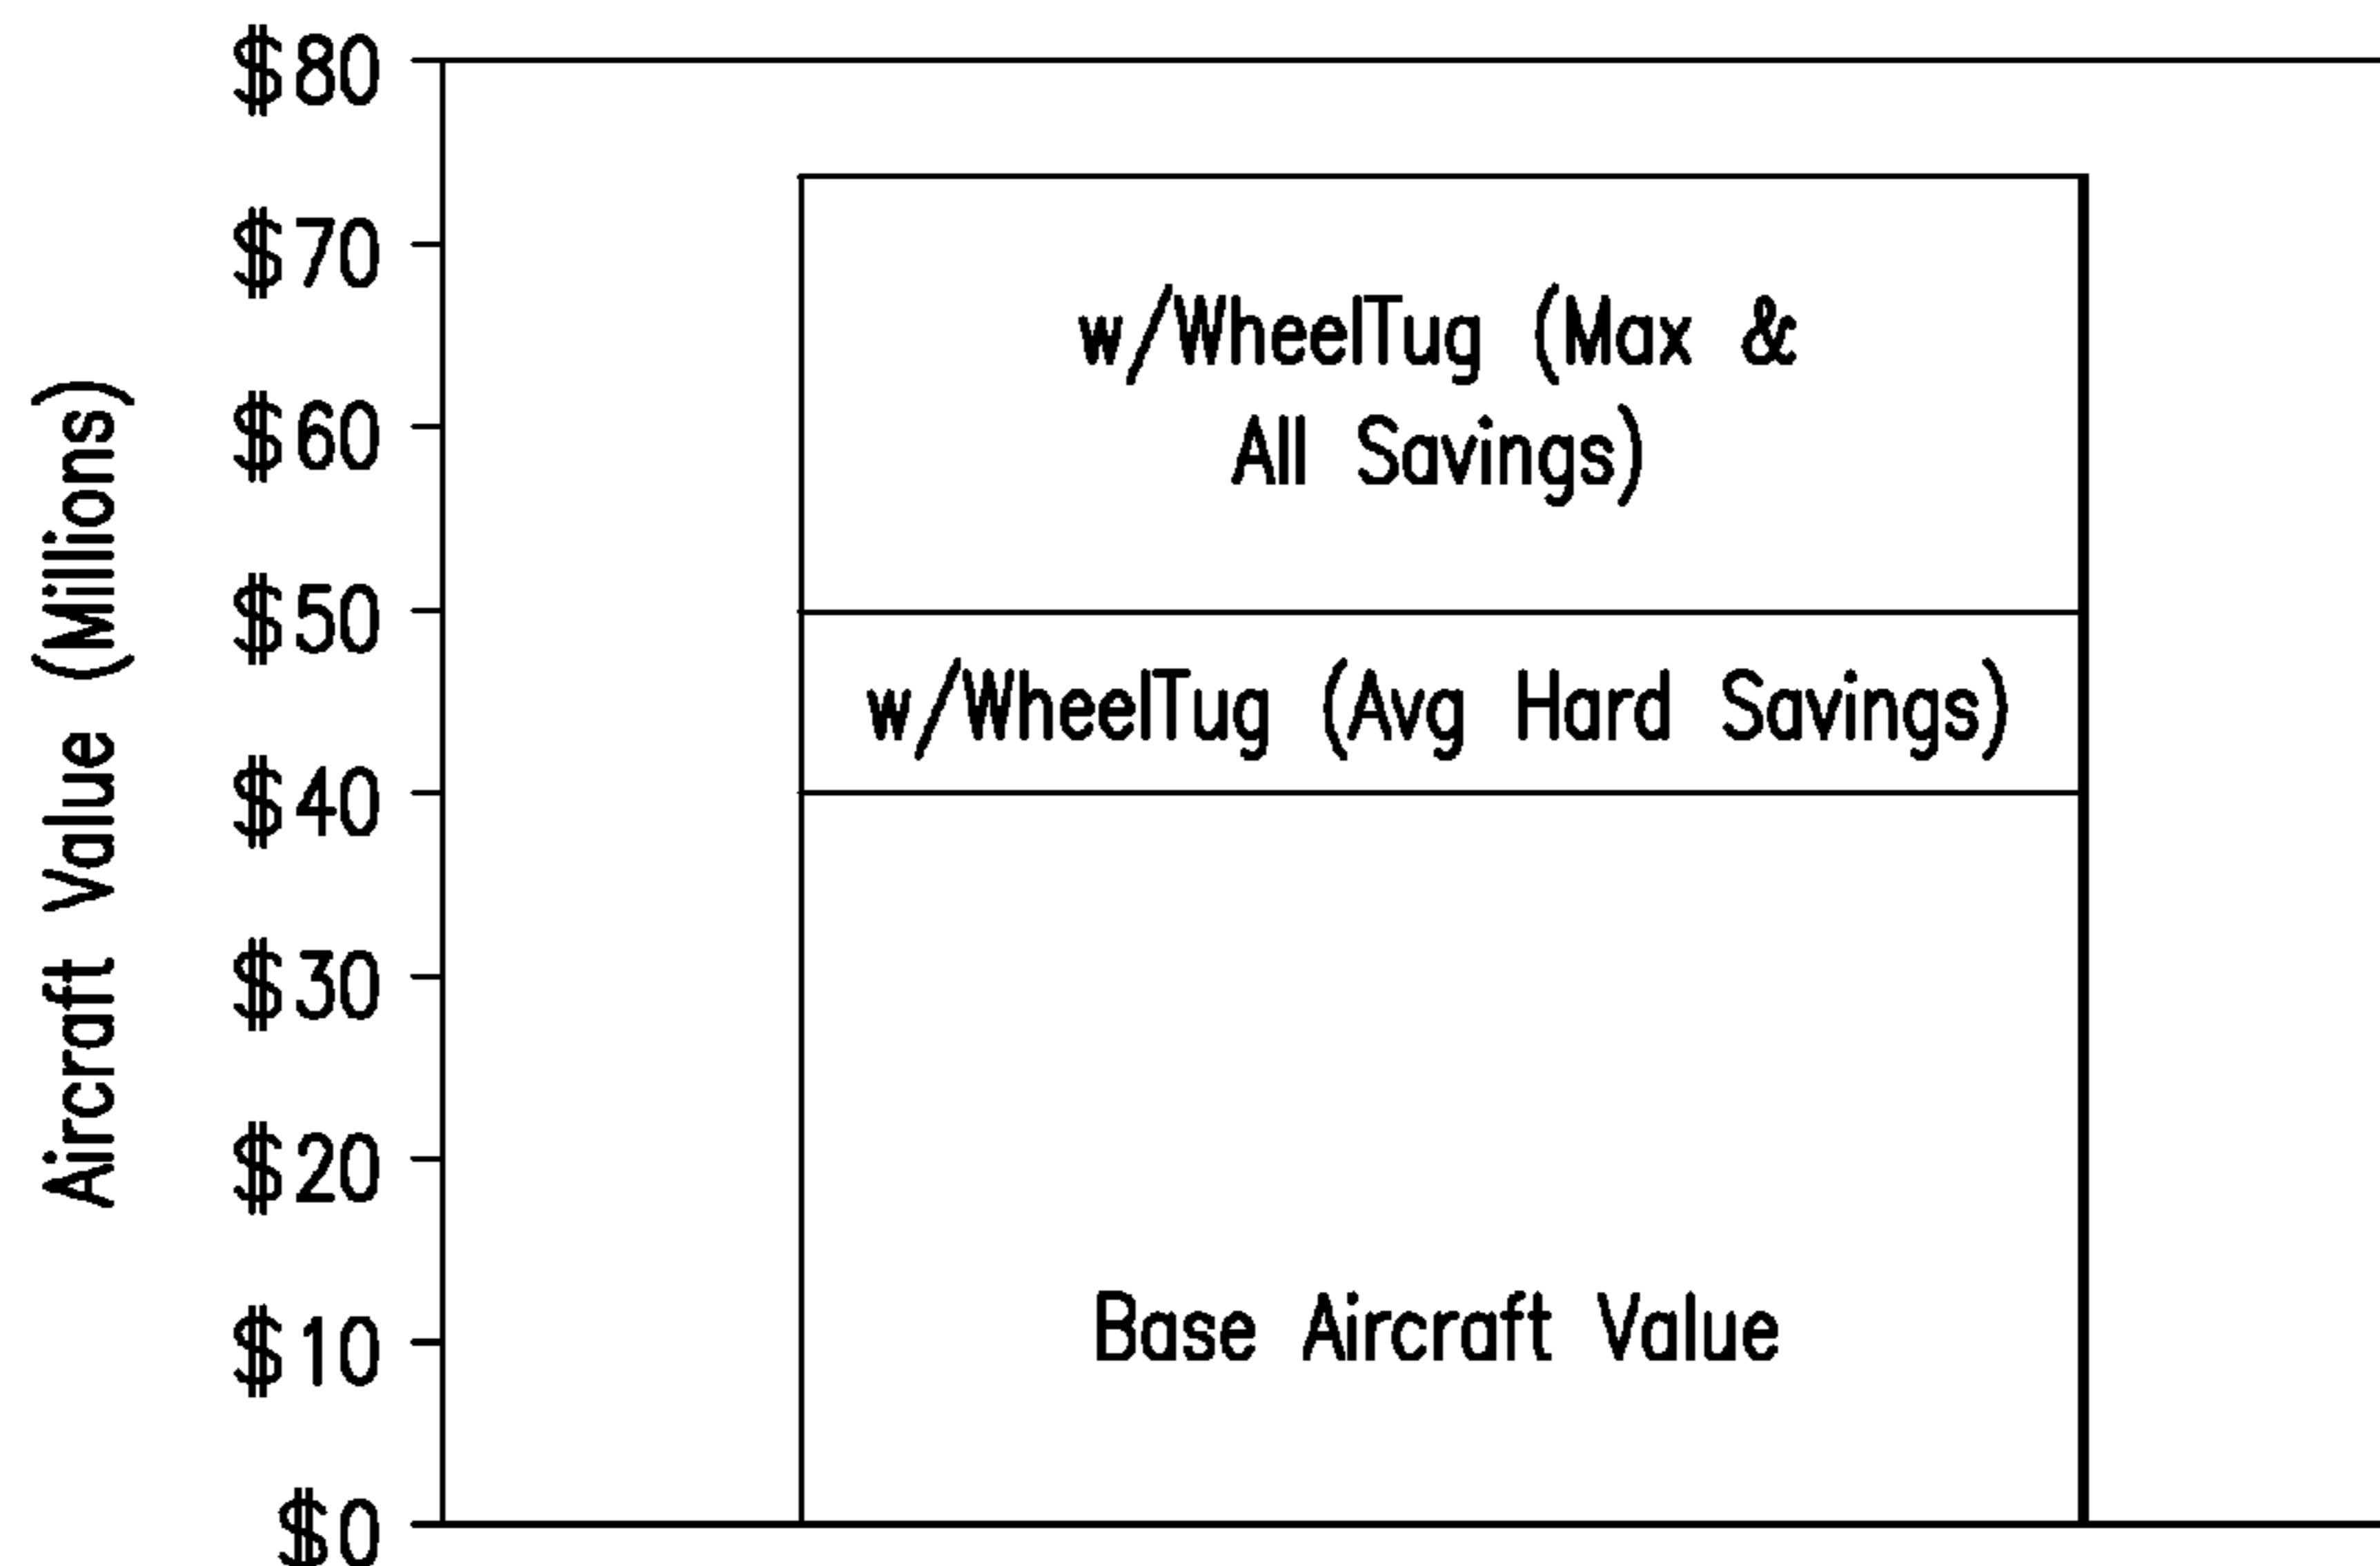 Aircraft Value (Millions)
$80
$70
$60
$50
$40
$30
$20
$10
$0
w/WheelTug (Max &
All Savings)
w/WheelTug (Avg Hard Savings)
Base Aircraft Value